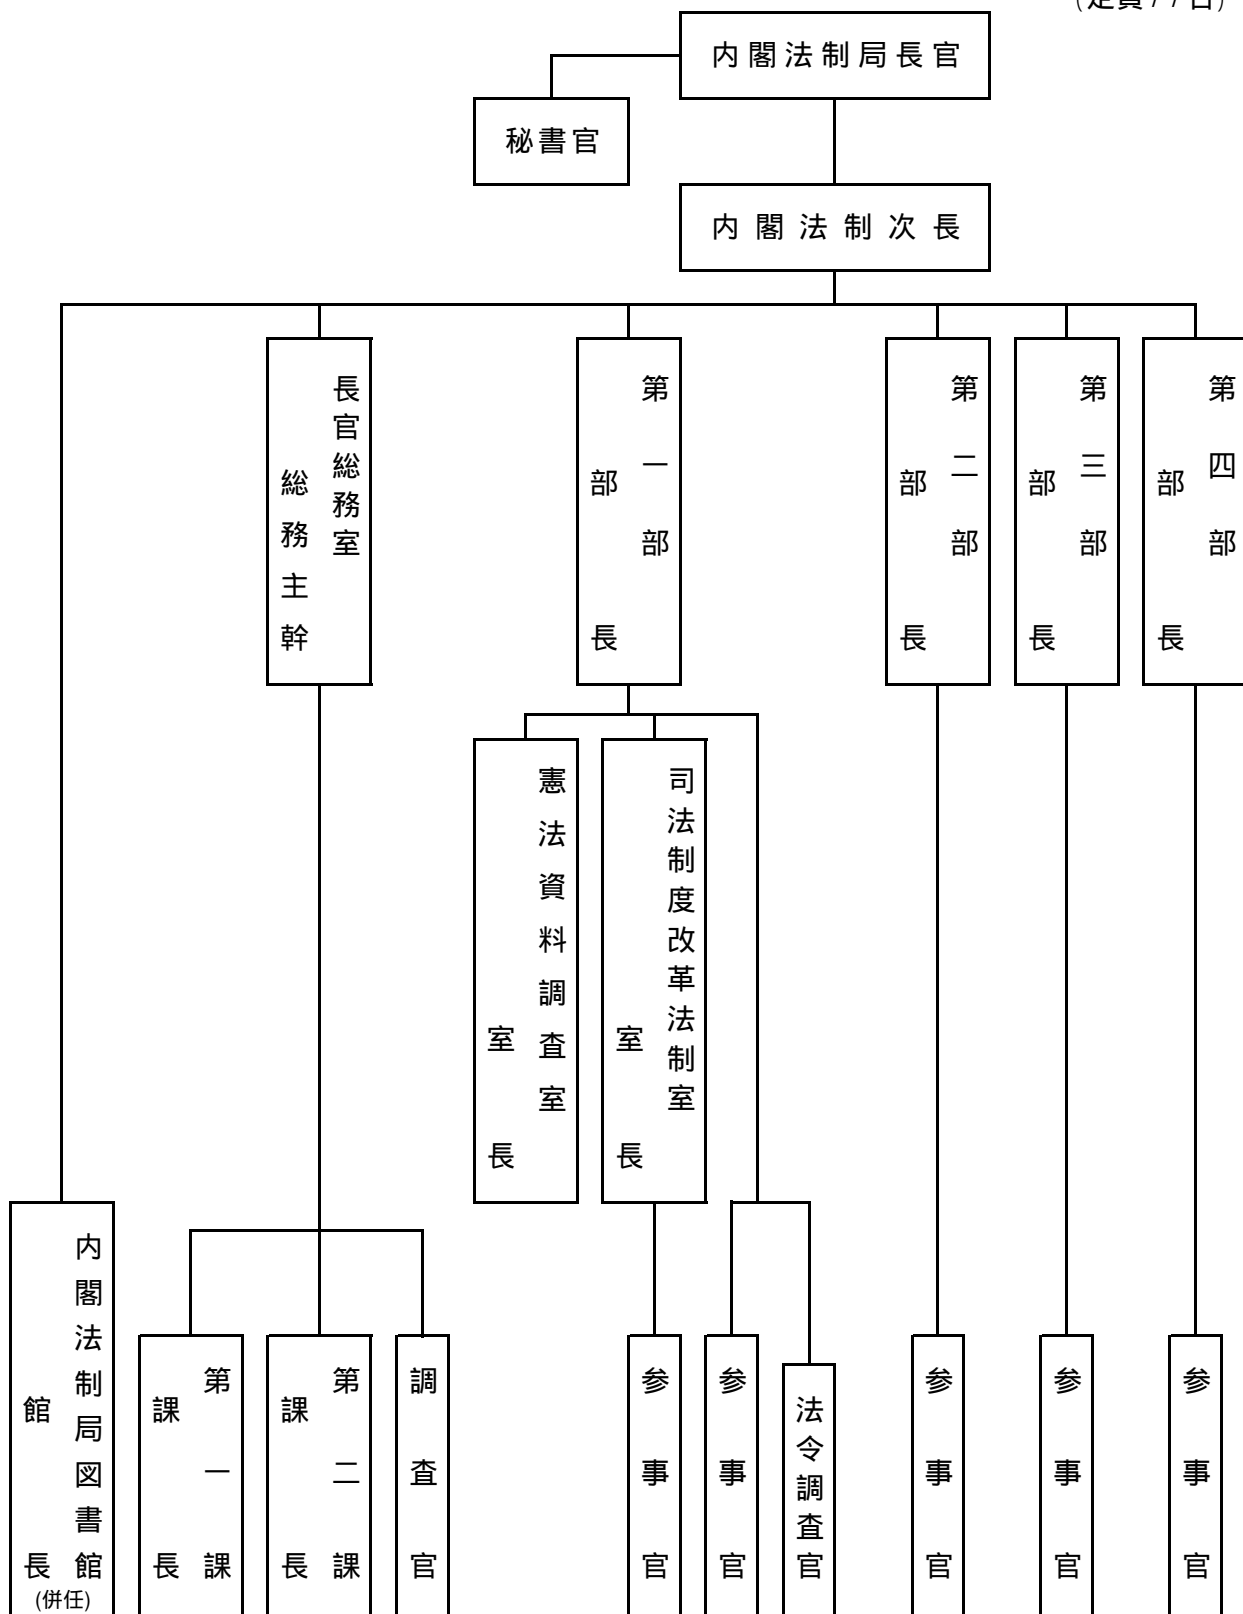 内閣法制局長官
秘書官
内閣法制次長
長官総務室
総務主幹
第一部
部長
第二部
部長
第三部
部長
第四部
部長
憲法資料調査室
室長
司法制度改革法制室
室長
内閣法制局図書館
館長
(併任)
第一課
課長
第二課
課長
調査官
参事官
参事官
法令調査官
参事官
参事官
参事官